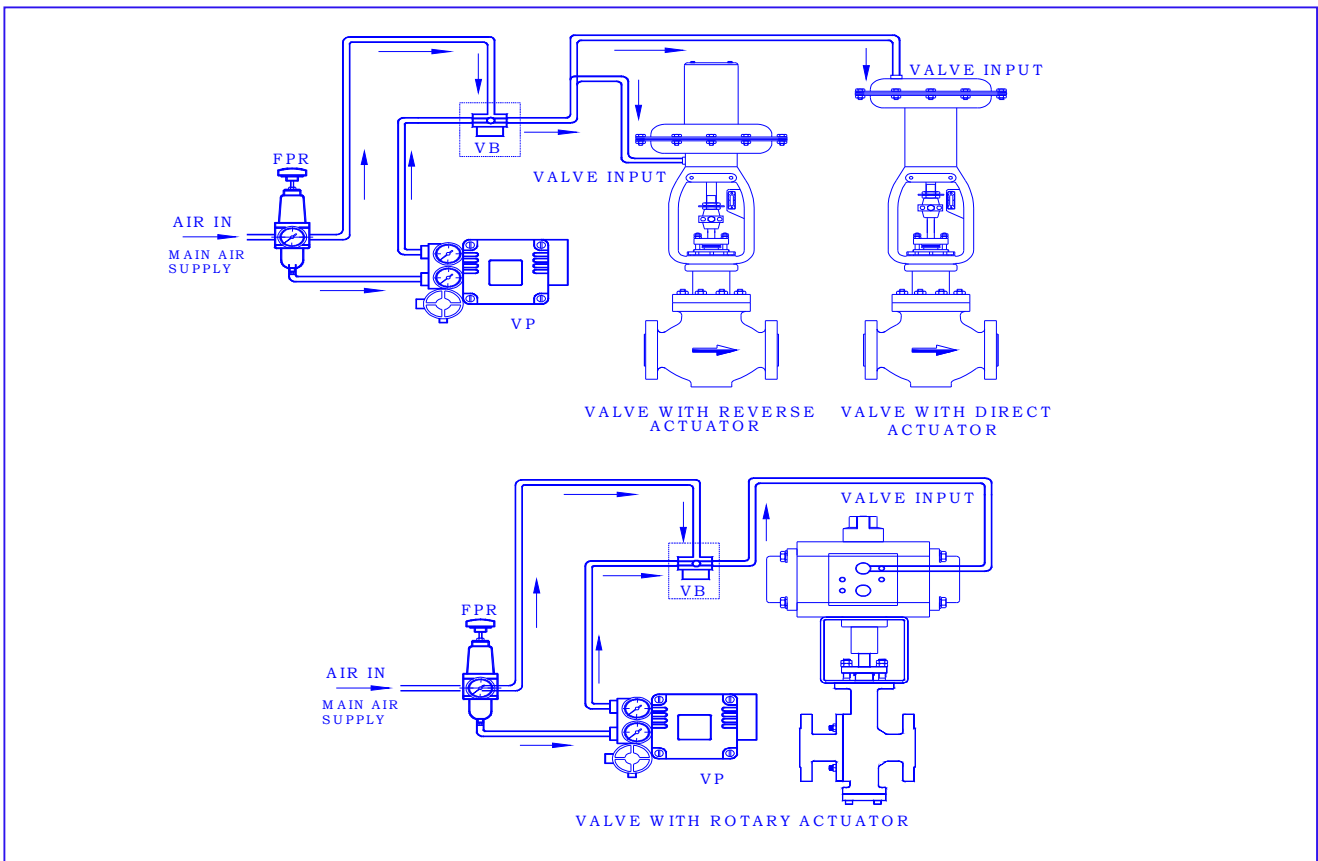 VALVE INPUT
VB
FPR
VALVE INPUT
AIR IN
MAIN AIR
SUPPLY
VP
VALVE WITH REVERSE
ACTUATOR
VALVE WITH DIRECT
ACTUATOR
VALVE INPUT
VB
FPR
AIR IN
MAIN AIR
SUPPLY
VP
VALVE WITH ROTARY ACTUATOR